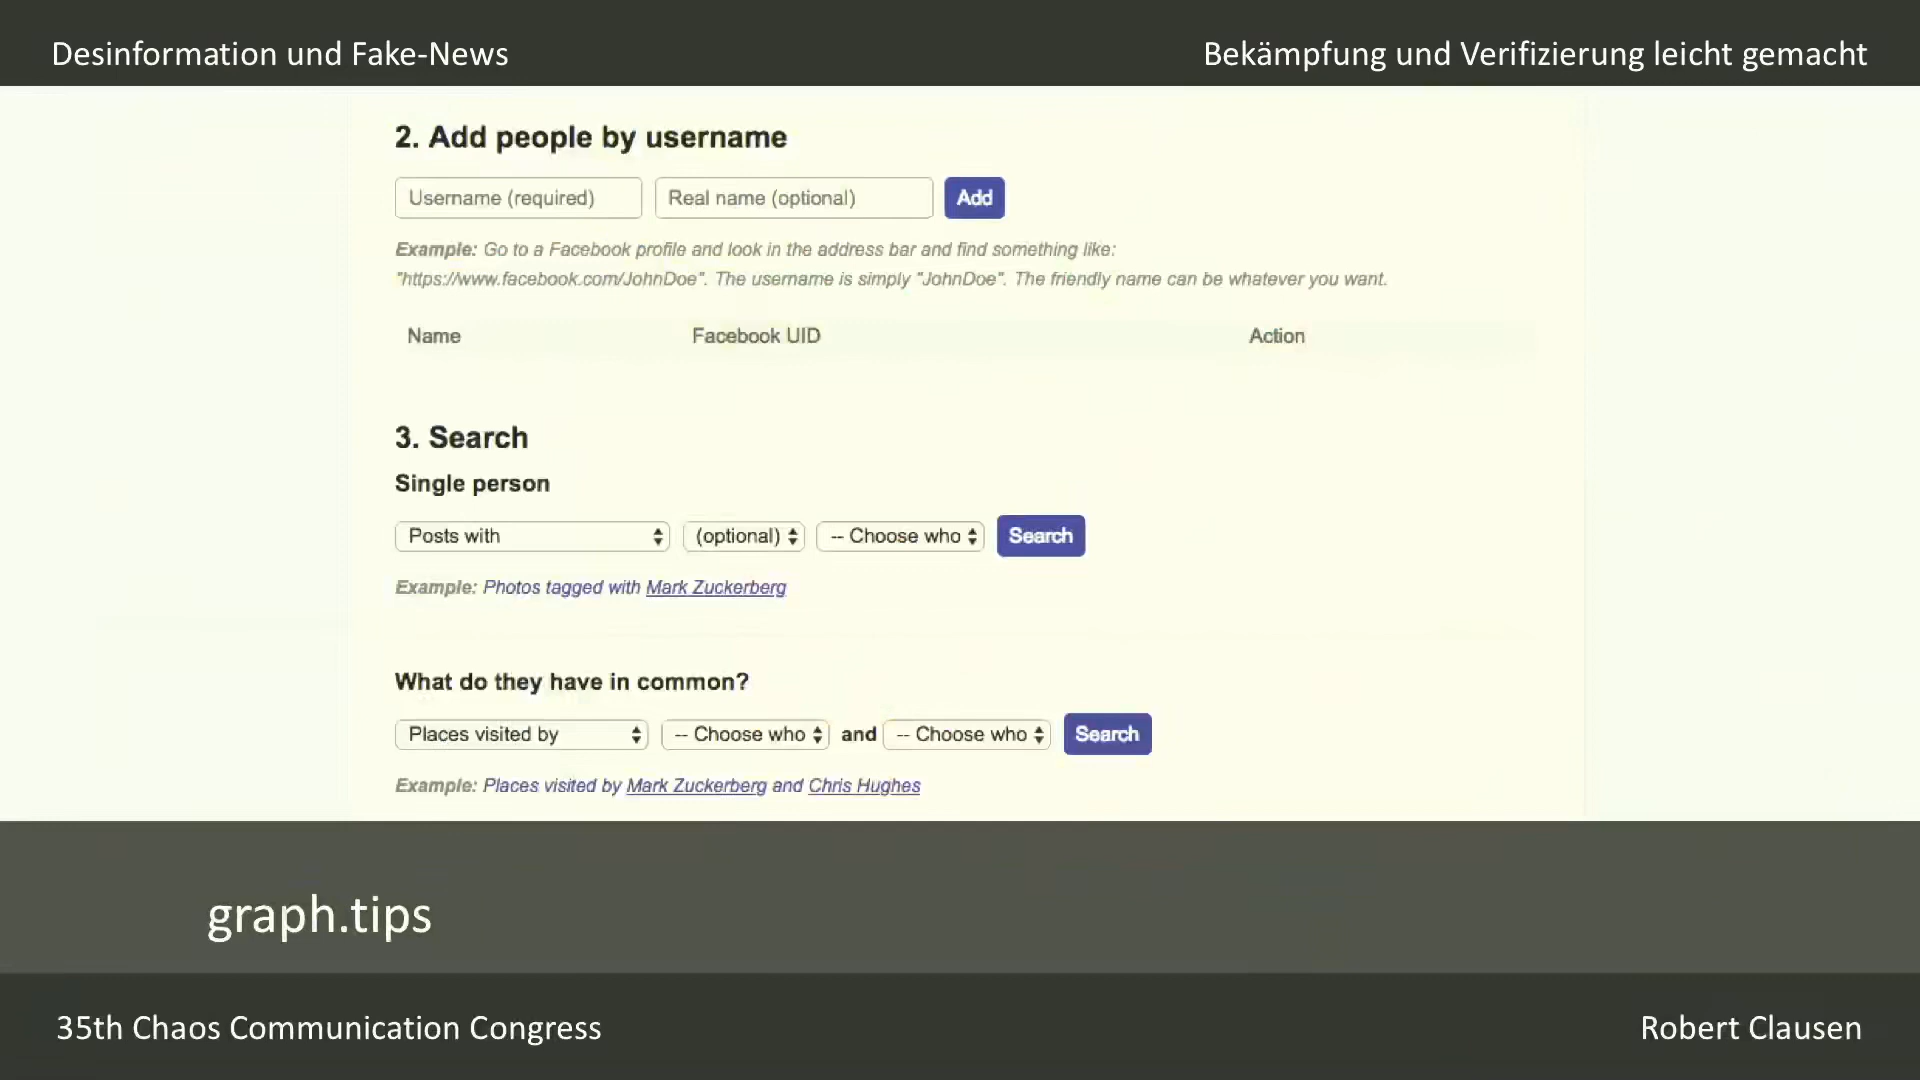 Desinformation und Fake-News
Bekämpfung und Verifizierung leicht gemacht
2. Add people by username
Username (required)
Real name (optional)
Add
Example: Go to a Facebook profile and look in the address bar and find something like:
"https://www.facebook.com/JohnDoe". The username is simply "JohnDoe". The friendly name can be whatever you want.
Name
Facebook UID
Action
3. Search
Single person
Posts with
(optional)
-- Choose who
Search
Example: Photos tagged with Mark Zuckerberg
What do they have in common?
Places visited by
-- Choose who
and
-- Choose who
Search
Example: Places visited by Mark Zuckerberg and Chris Hughes
graph.tips
35th Chaos Communication Congress
Robert Clausen